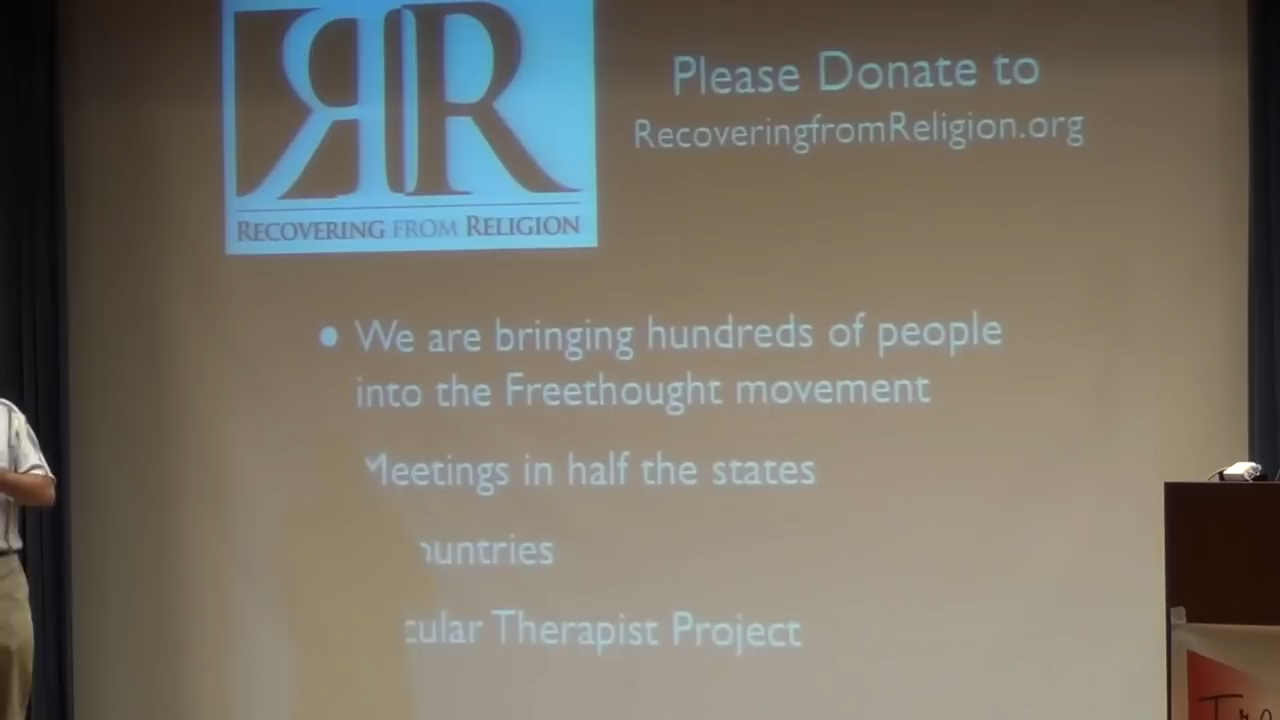 RR
RECOVERING FROM RELIGION
Please Donate to
RecoveringfromReligion.org
• We are bringing hundreds of people
into the Freethought movement
Meetings in half the states
ountries
cular Therapist Project